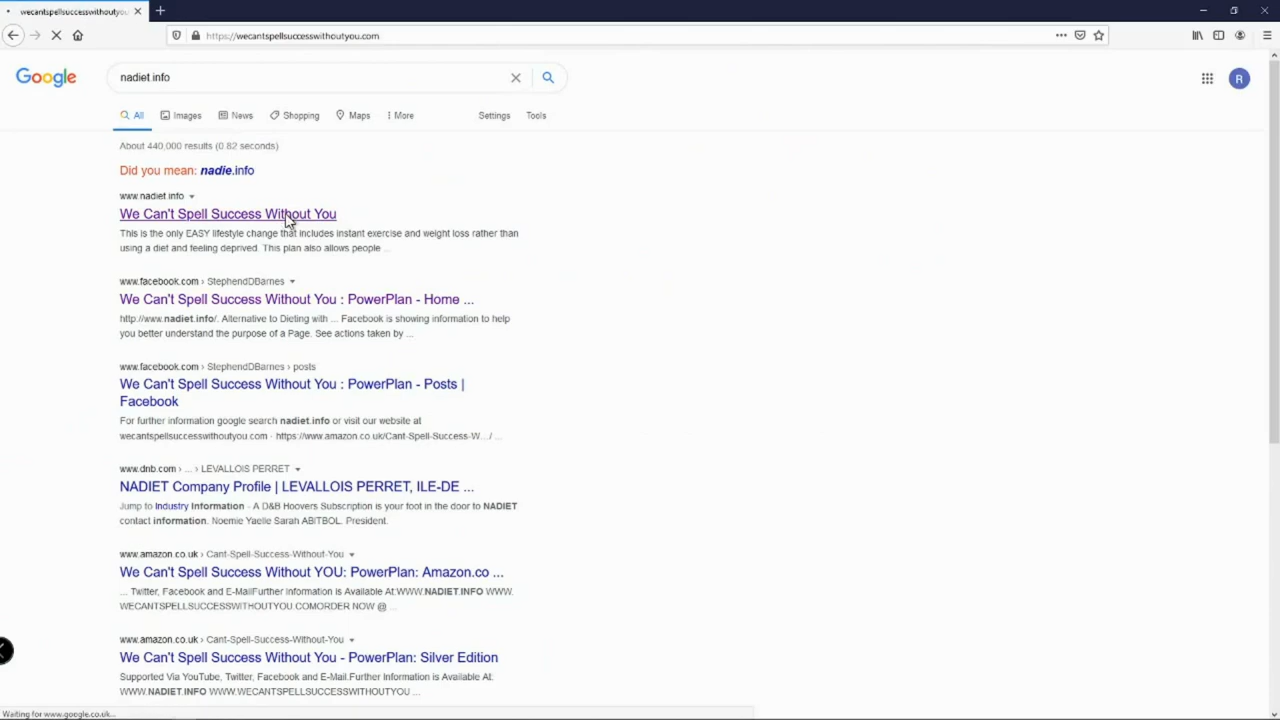 wecantspellsuccesswithoutyou
https://wecantspellsuccesswithoutyou.com
Google
nadiet.info
R
All Images News Shopping Maps More Settings Tools
About 440,000 results (0.82 seconds)
Did you mean: nadie.info
www.nadiet.info
We Can't Spell Success Without You
This is the only EASY lifestyle change that includes instant exercise and weight loss rather than
using a diet and feeling deprived. This plan also allows people ...
www.facebook.com › StephendDBarnes
We Can't Spell Success Without You : PowerPlan - Home ...
http://www.nadiet.info/. Alternative to Dieting with ... Facebook is showing information to help
you better understand the purpose of a Page. See actions taken by ...
www.facebook.com › StephendDBarnes › posts
We Can't Spell Success Without You : PowerPlan - Posts |
Facebook
For further information google search nadiet.info or visit our website at
wecantspellsuccesswithoutyou.com · https://www.amazon.co.uk/Cant-Spell-Success-W.../ ...
www.dnb.com › ... › LEVALLOIS PERRET
NADIET Company Profile | LEVALLOIS PERRET, ILE-DE ...
Jump to Industry Information - A D&B Hoovers Subscription is your foot in the door to NADIET
contact information. Noemie Yaelle Sarah ABITBOL. President.
www.amazon.co.uk › Cant-Spell-Success-Without-You
We Can't Spell Success Without YOU: PowerPlan: Amazon.co ...
... Twitter, Facebook and E-MailFurther Information is Available At:WWW.NADIET.INFO WWW.
WECANTSPELLSUCCESSWITHOUTYOU.COMORDER NOW @ ...
www.amazon.co.uk › Cant-Spell-Success-Without-You
We Can't Spell Success Without You - PowerPlan: Silver Edition
Supported Via YouTube, Twitter, Facebook and E-Mail.Further Information is Available At:
WWW.NADIET.INFO WWW.WECANTSPELLSUCCESSWITHOUTYOU ...
Waiting for www.google.co.uk...